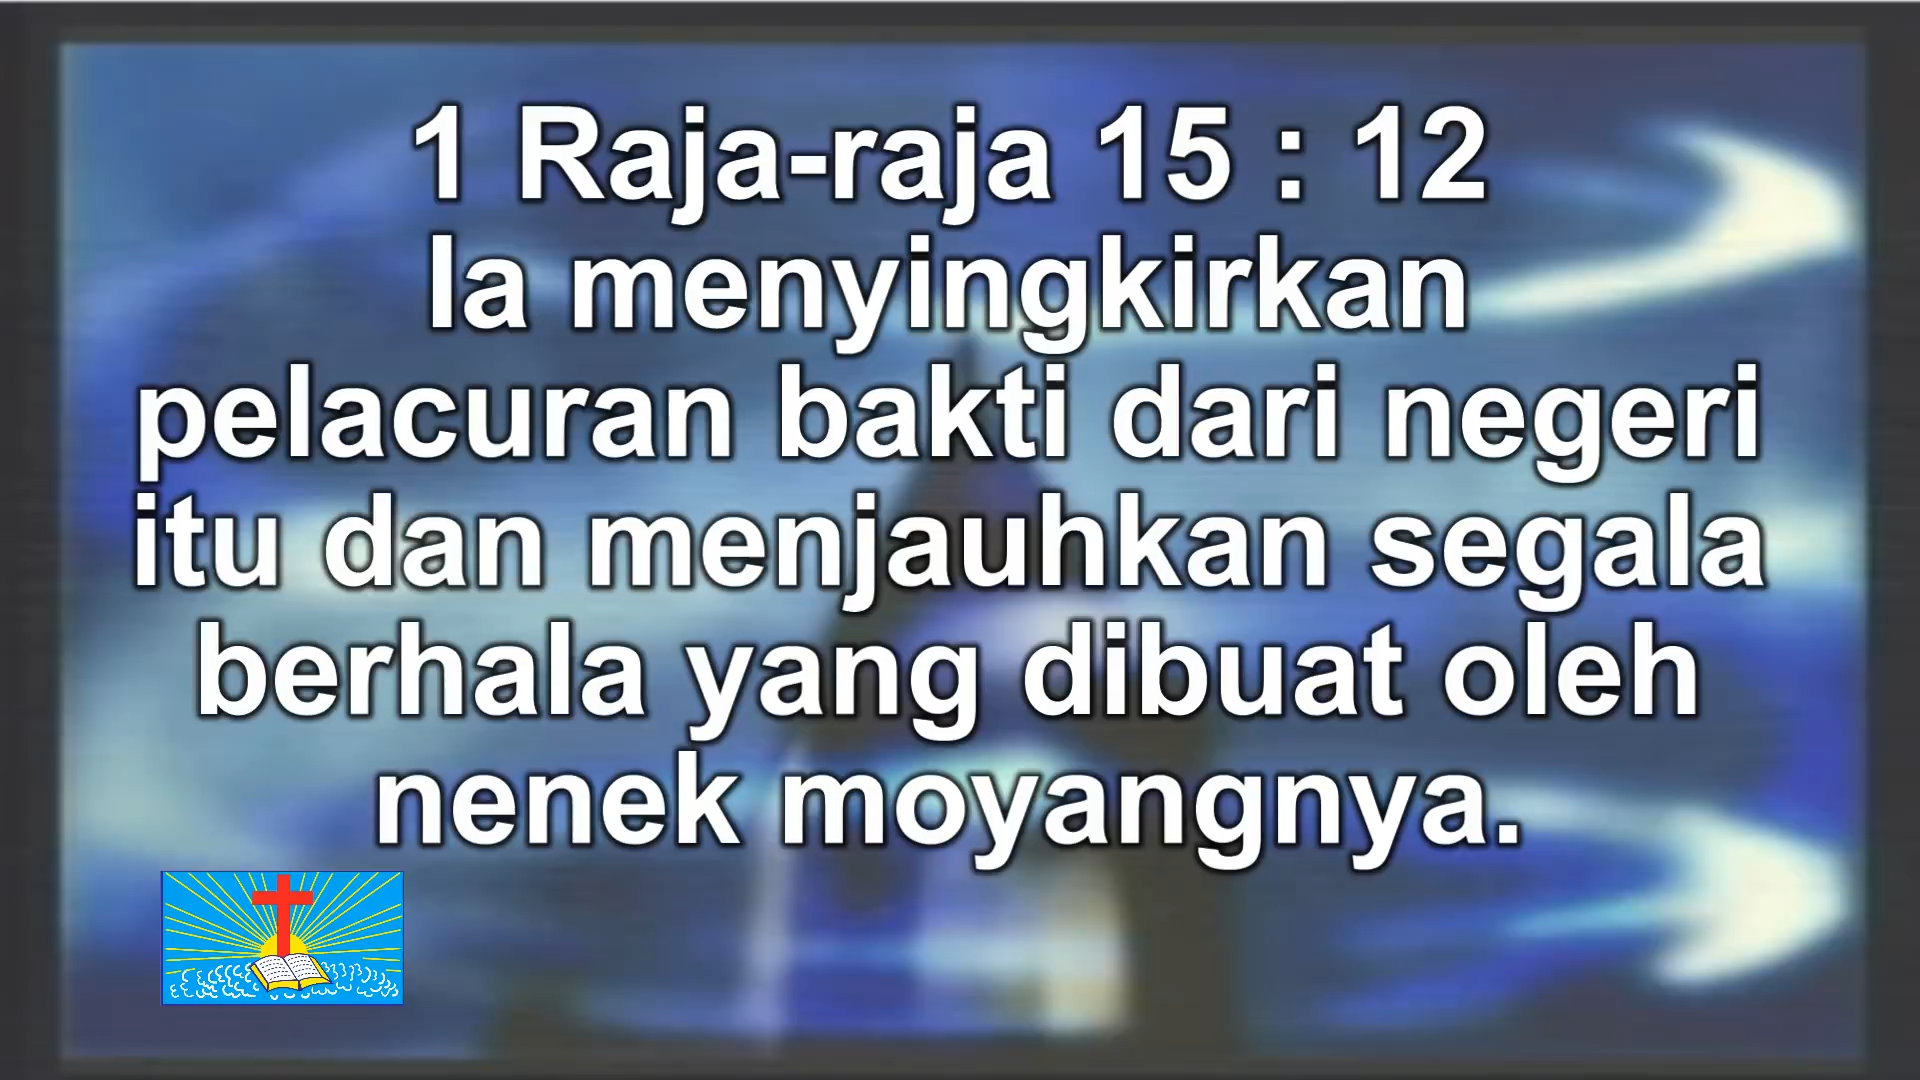 1 Raja-raja 15 : 12
Ia menyingkirkan
pelacuran bakti dari negeri
itu dan menjauhkan segala
berhala yang dibuat oleh
nenek moyangnya.